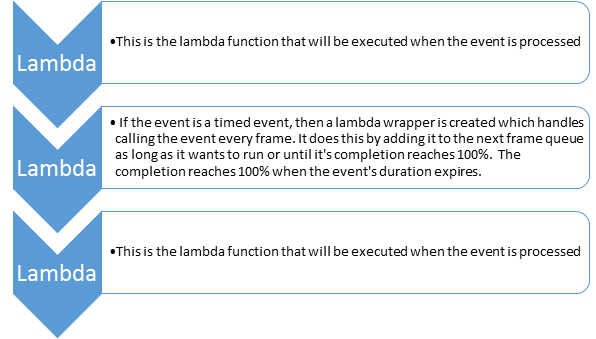 Lambda
•This is the lambda function that will be executed when the event is processed
Lambda
• If the event is a timed event, then a lambda wrapper is created which handles
calling the event every frame. It does this by adding it to the next frame queue
as long as it wants to run or until it's completion reaches 100%.  The
completion reaches 100% when the event's duration expires.
Lambda
•This is the lambda function that will be executed when the event is processed